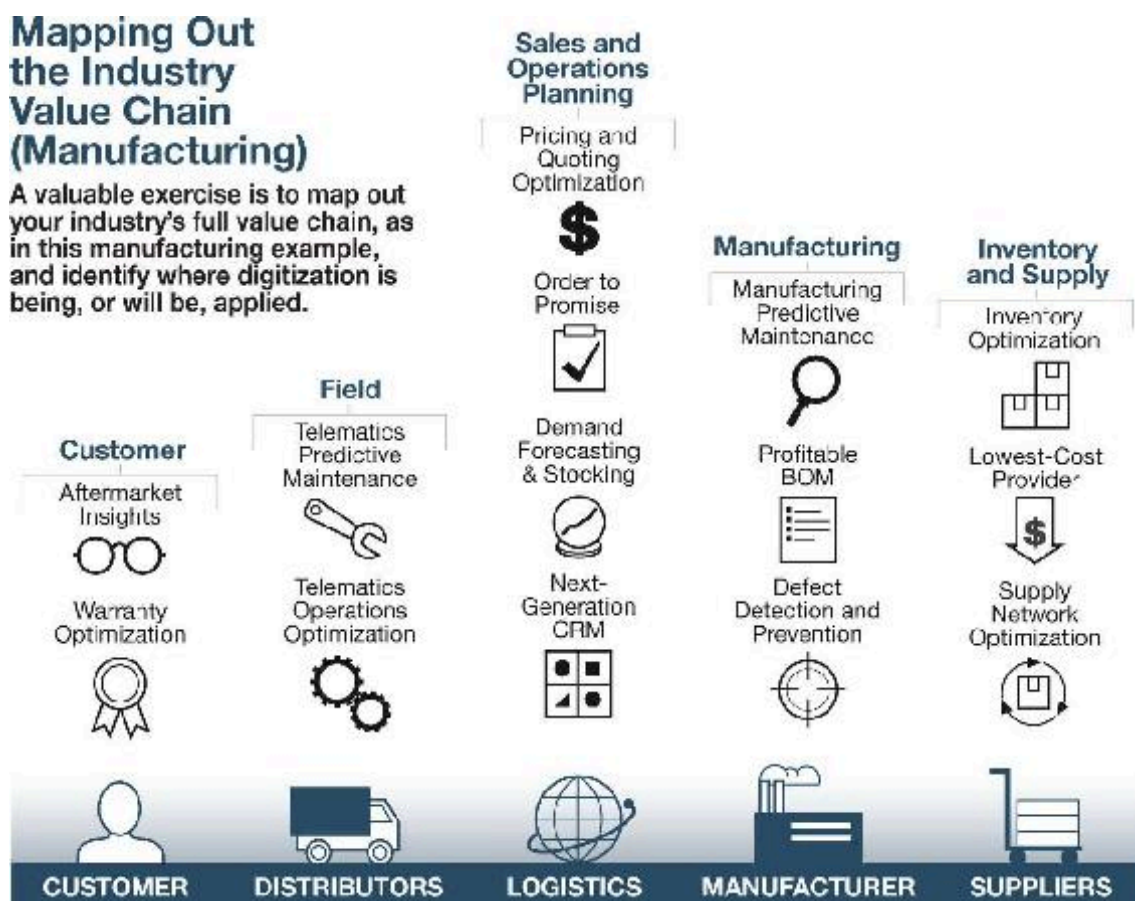 Mapping Out
the Industry
Value Chain
(Manufacturing)
A valuable exercise is to map out
your industry's full value chain, as
in this manufacturing example,
and identify where digitization is
being, or will be, applied.
Customer
Aftermarket
Insights
Warranty
Optimization
Field
Telematics
Predictive
Maintenance
Telematics
Operations
Optimization
Sales and
Operations
Planning
Pricing and
Quoting
Optimization
$
Order to
Promise
Demand
Forecasting
& Stocking
Next-
Generation
CRM
Manufacturing
Manufacturing
Predictive
Maintenance
Profitable
BOM
Defect
Detection and
Prevention
Inventory
and Supply
Inventory
Optimization
Lowest-Cost
Provider
$
Supply
Network
Optimization
CUSTOMER
DISTRIBUTORS
LOGISTICS
MANUFACTURER
SUPPLIERS